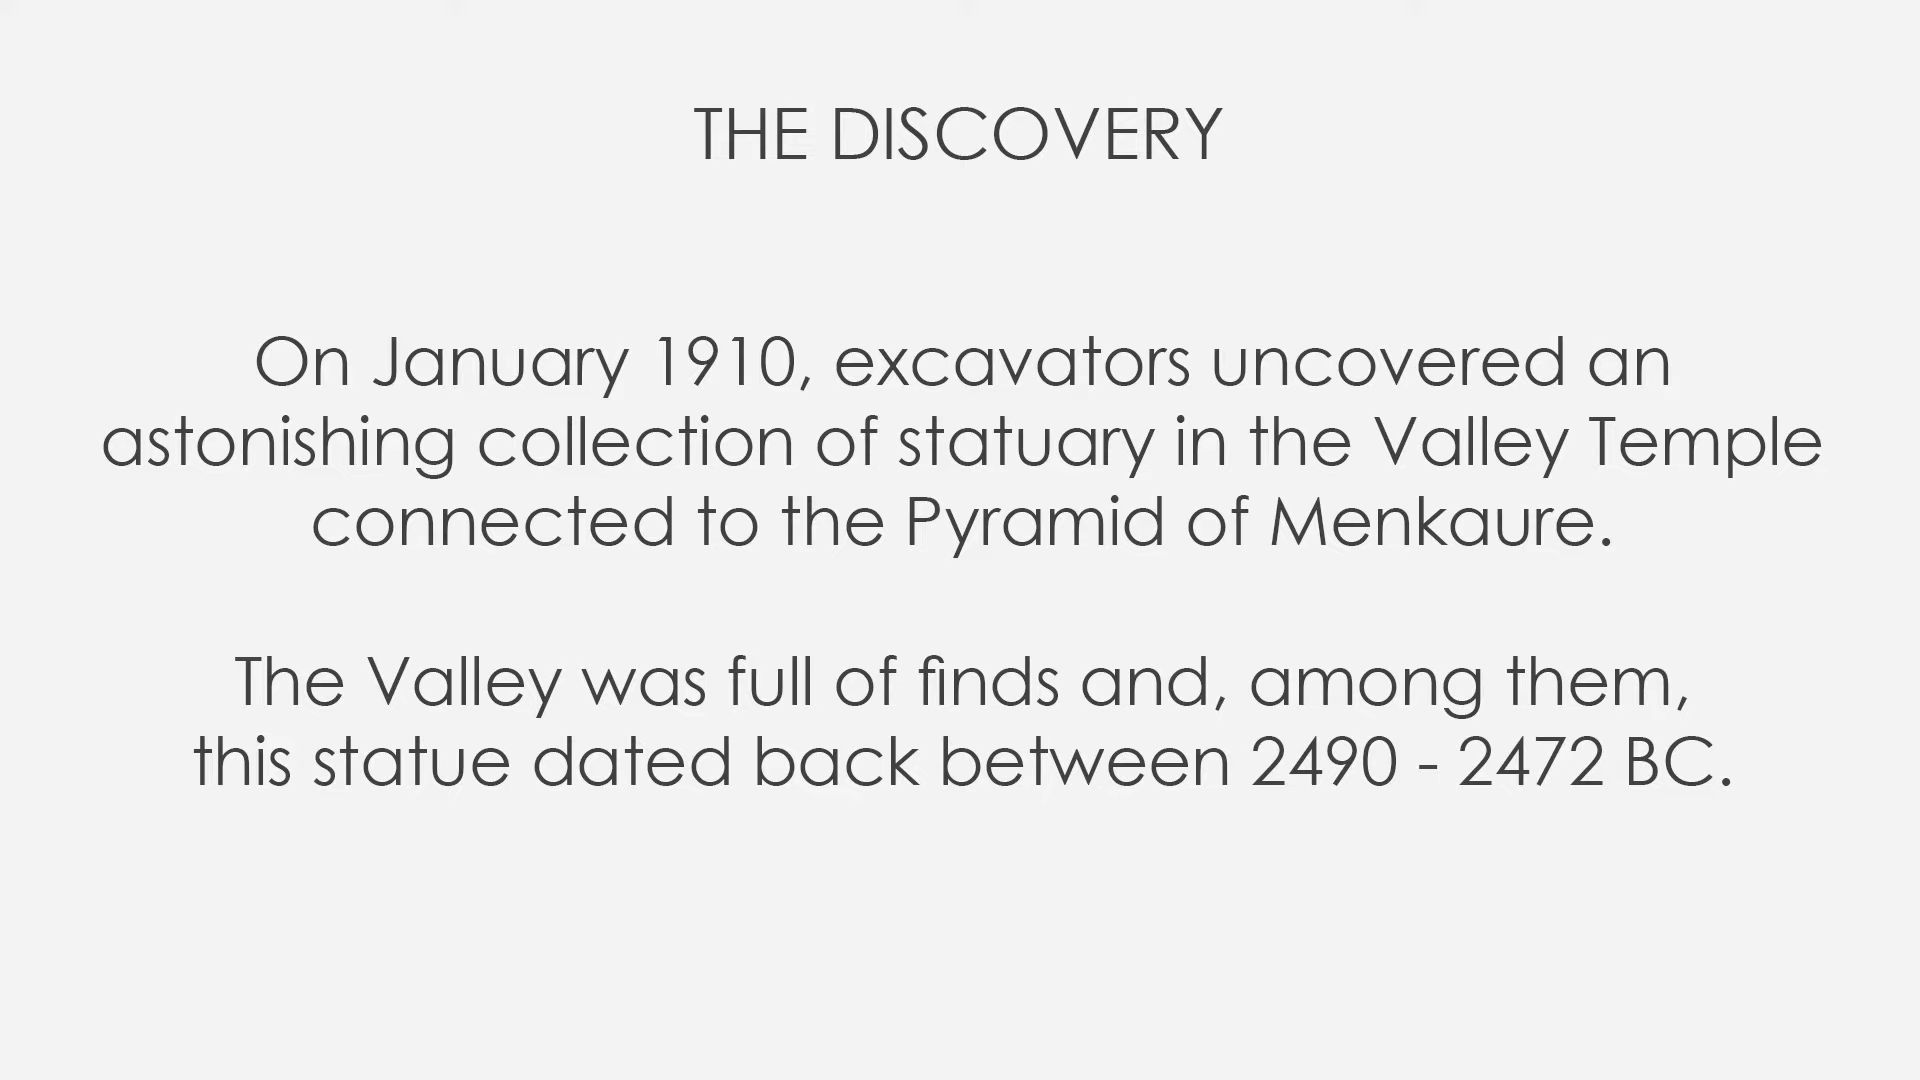 THE DISCOVERY
On January 1910, excavators uncovered an
astonishing collection of statuary in the Valley Temple
connected to the Pyramid of Menkaure.
The Valley was full of finds and, among them,
this statue dated back between 2490 - 2472 BC.